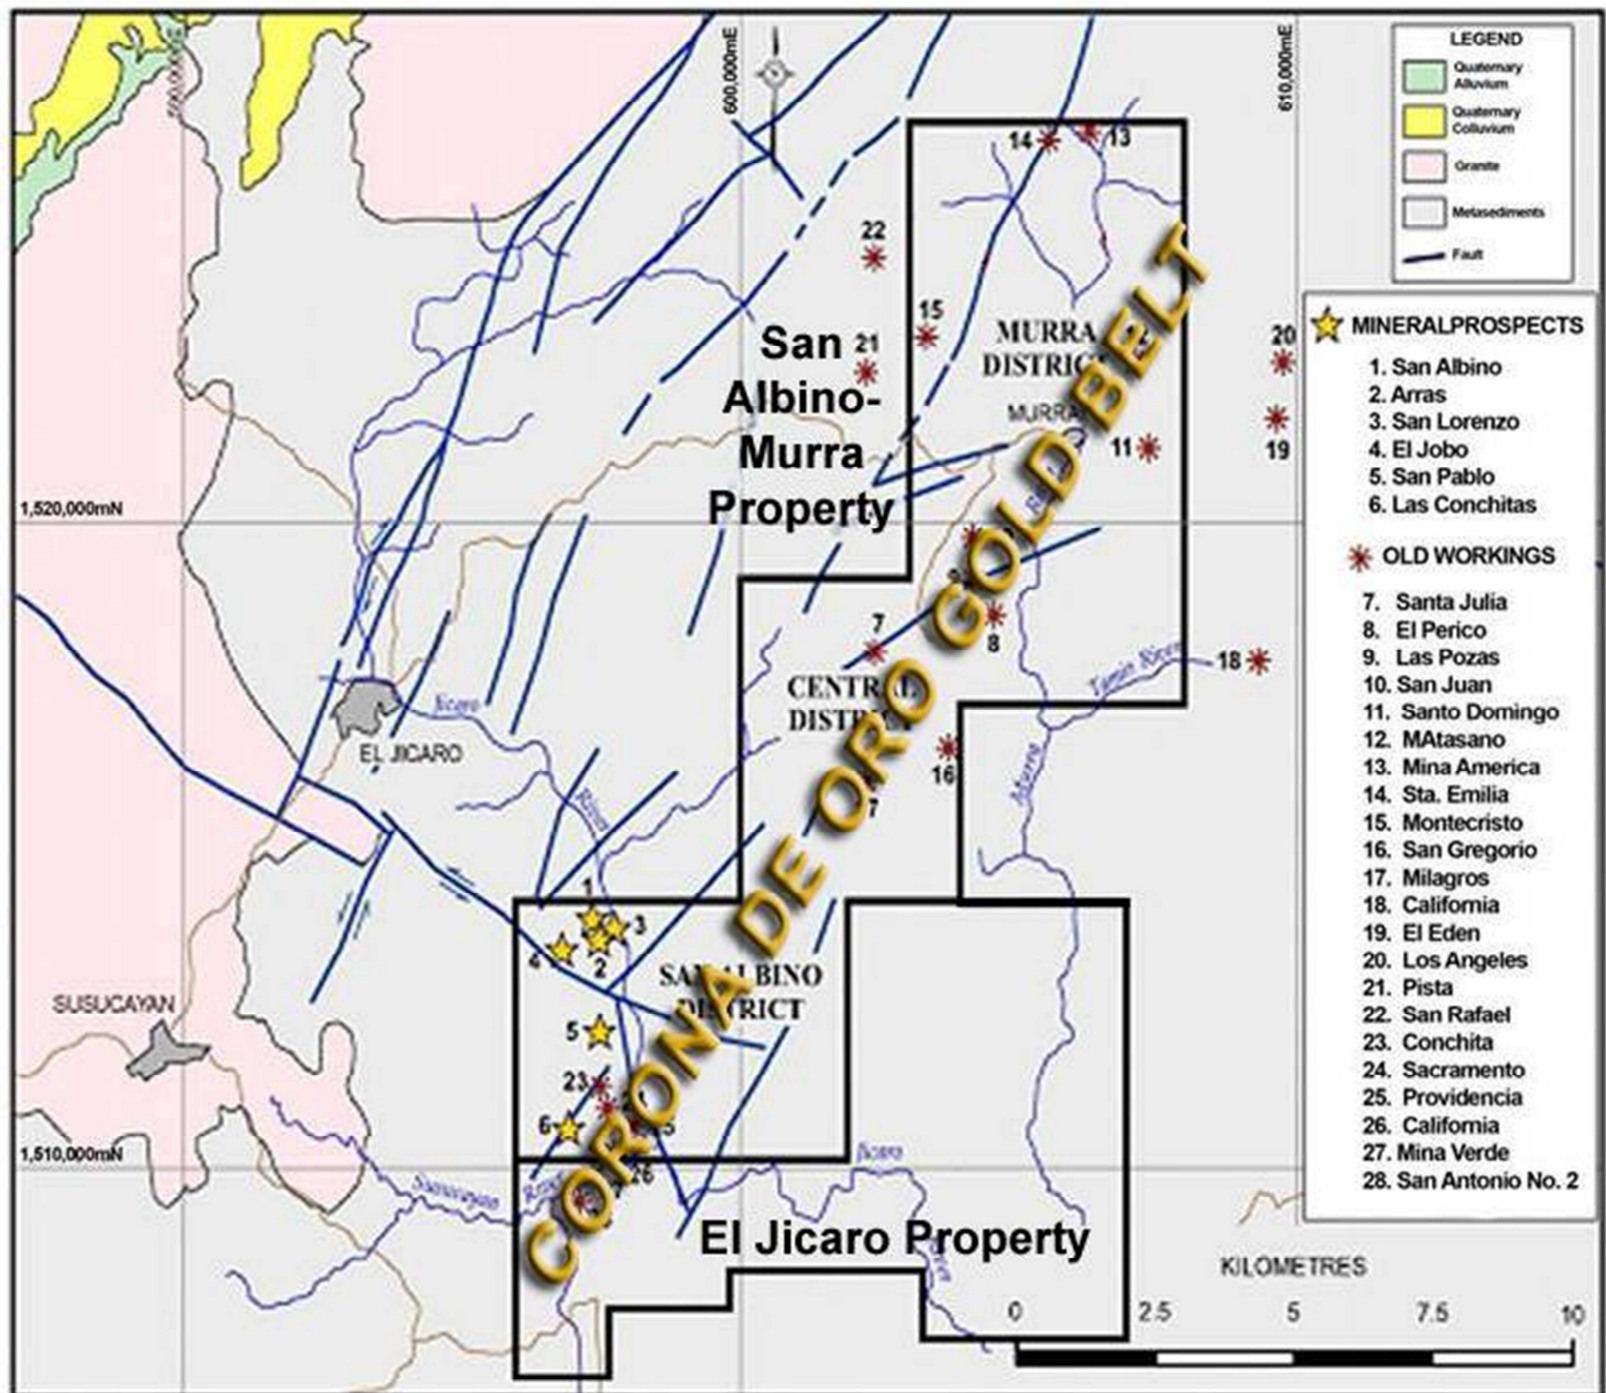 600,000mE
610,000mE
LEGEND
Quaternary
Alluvium
Quaternary
Colluvium
Granite
Metasediments
Fault
14
13
22
15
21
20
19
11
MURRA
San
Albino-
Murra
Property
MINERALPROSPECTS
1. San Albino
2. Arras
3. San Lorenzo
4. El Jobo
5. San Pablo
6. Las Conchitas
OLD WORKINGS
7. Santa Julia
8. El Perico
9. Las Pozas
10. San Juan
11. Santo Domingo
12. MAtasano
13. Mina America
14. Sta. Emilia
15. Montecristo
16. San Gregorio
17. Milagros
18. California
19. El Eden
20. Los Angeles
21. Pista
22. San Rafael
23. Conchita
24. Sacramento
25. Providencia
26. California
27. Mina Verde
28. San Antonio No. 2
1,520,000mN
7
8
18
16
7
CENTRAL
DISTRICT
Murra
EL JICARO
Jicaro
River
CORONA DE ORO GOLD BELT
1
3
4
2
5
23
6
26
SAN ALBINO
DISTRICT
SUSUCAYAN
1,510,000mN
Susucayan
River
Jicaro
El Jicaro Property
KILOMETRES
0 2.5 5 7.5 10